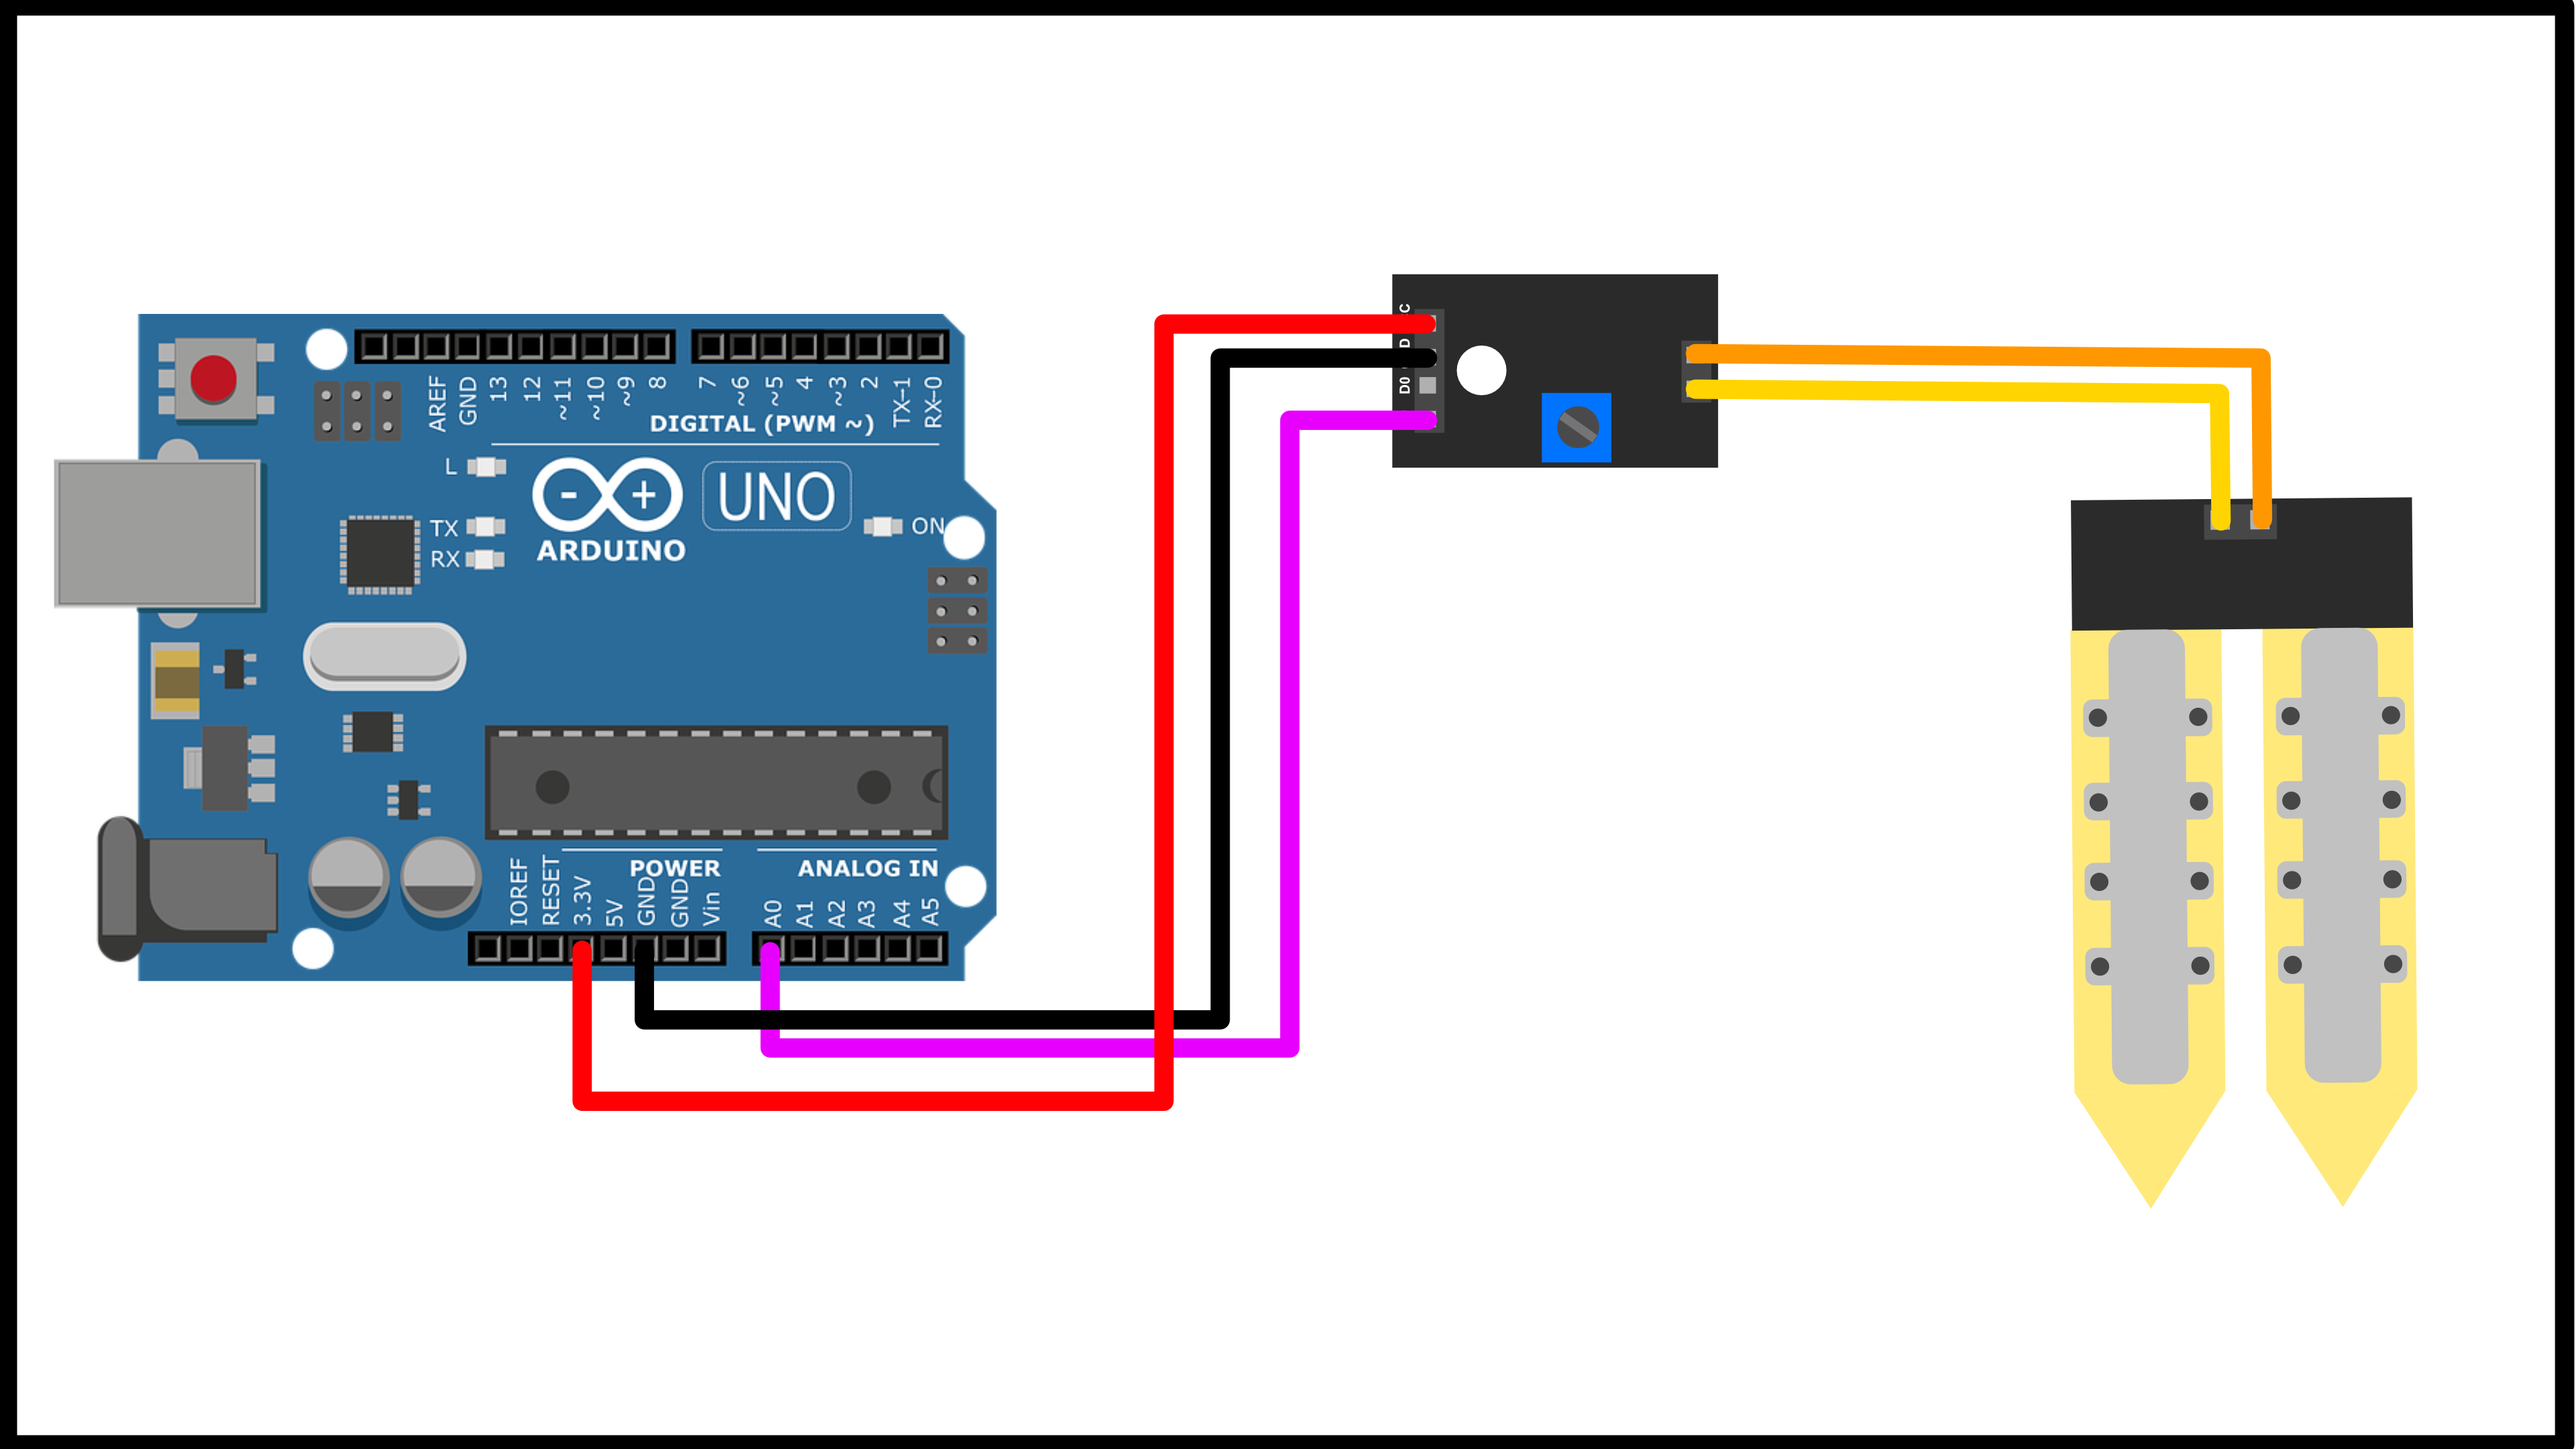 AREF
GND
13
12
~11
~10
~9
8
7
~6
~5
4
~3
2
TX→1
RX←0
DIGITAL (PWM ~)
L
TX
RX
- +
ARDUINO
UNO
ON
IOREF
RESET
3.3V
5V
GND
GND
Vin
POWER
A0
A1
A2
A3
A4
A5
ANALOG IN
C
D
D0